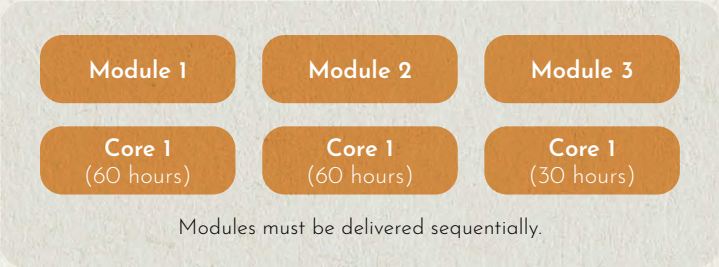 Module 1
Module 2
Module 3
Core 1
(60 hours)
Core 1
(60 hours)
Core 1
(30 hours)
Modules must be delivered sequentially.